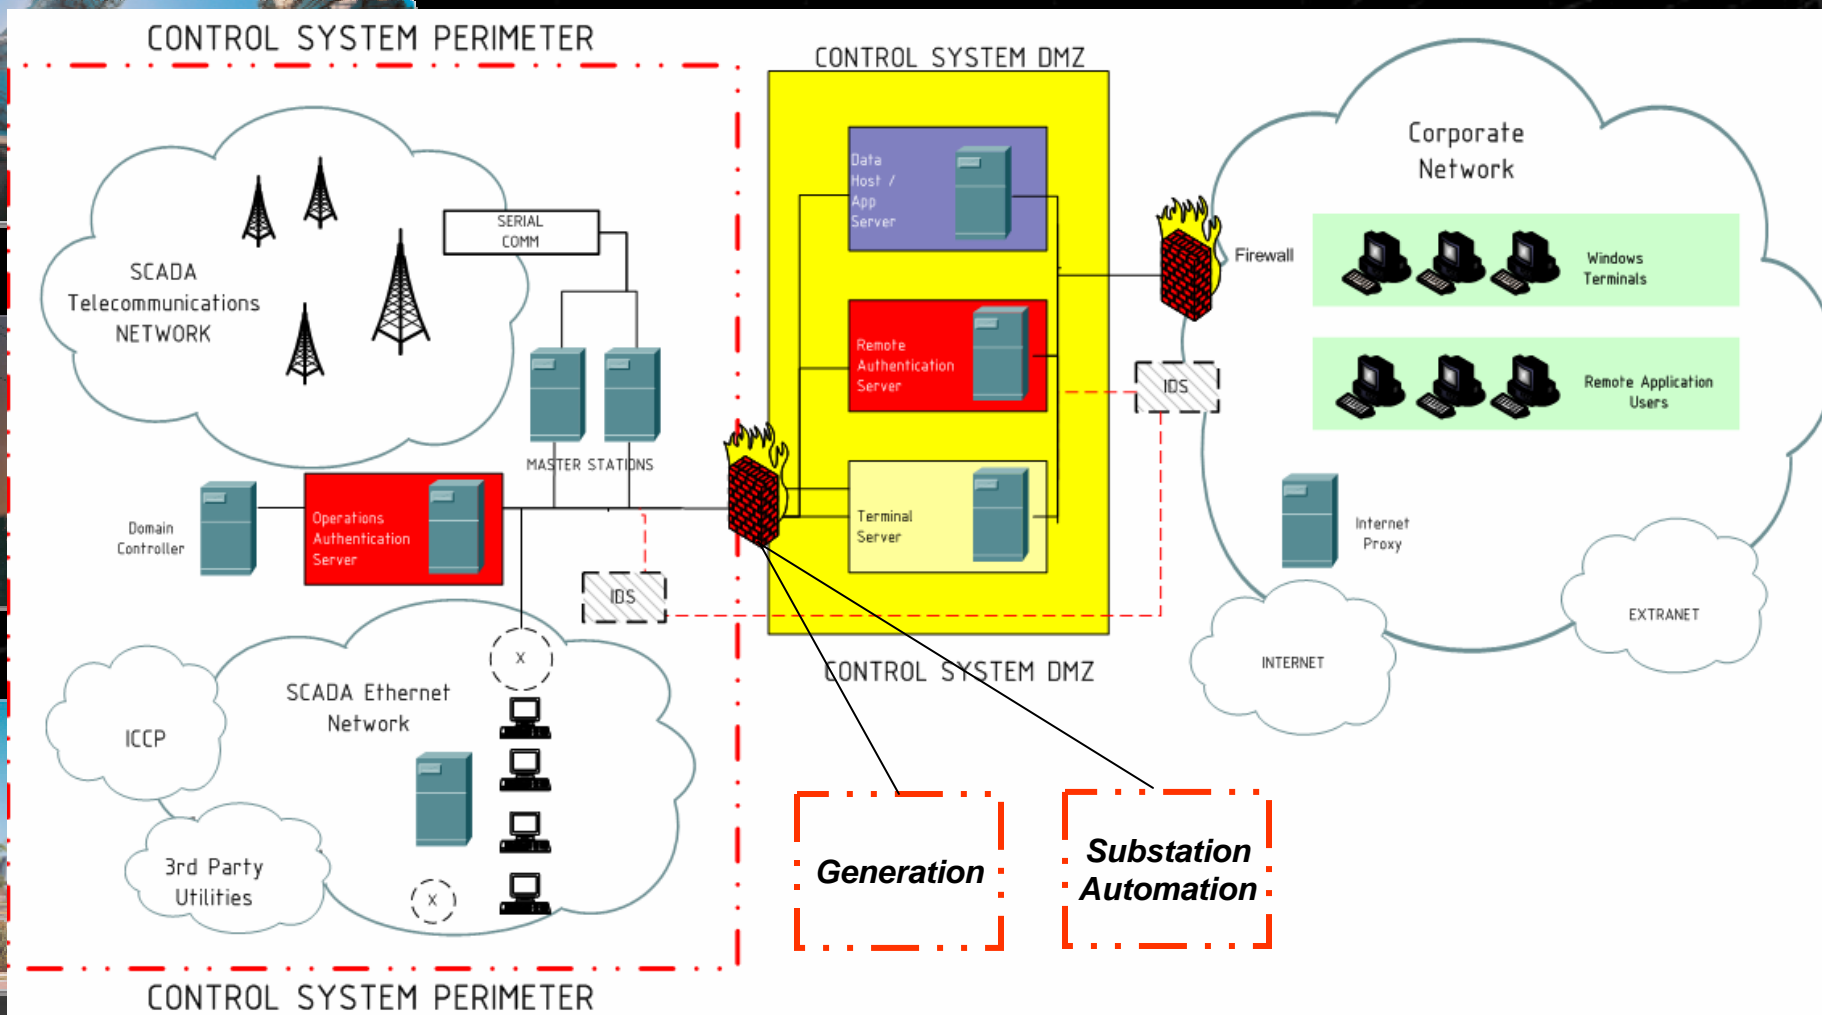 CONTROL SYSTEM PERIMETER
SCADA
Telecommunications
NETWORK
SERIAL
COMM
MASTER STATIONS
Domain
Controller
Operations
Authentication
Server
IDS
X
SCADA Ethernet
Network
ICCP
3rd Party
Utilities
X
CONTROL SYSTEM PERIMETER
CONTROL SYSTEM DMZ
Data
Host /
App
Server
Remote
Authentication
Server
Terminal
Server
CONTROL SYSTEM DMZ
Generation
Substation
Automation
Firewall
IDS
Corporate
Network
Windows
Terminals
Remote Application
Users
Internet
Proxy
INTERNET
EXTRANET